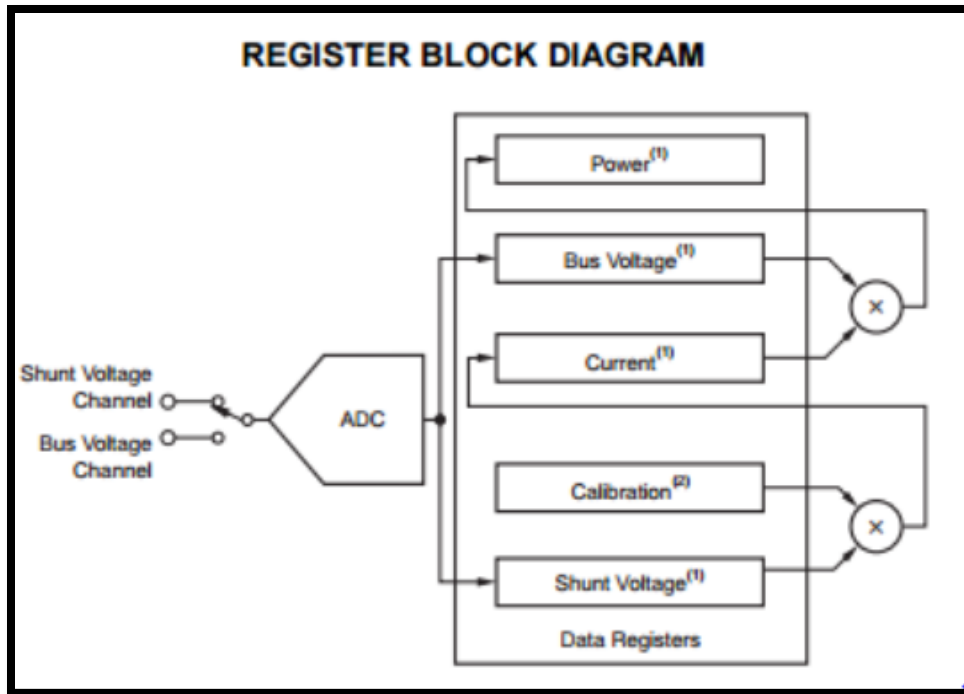 REGISTER BLOCK DIAGRAM
Power(1)
Bus Voltage(1)
Current(1)
Shunt Voltage
Channel
Bus Voltage
Channel
ADC
Calibration(2)
Shunt Voltage(1)
Data Registers
×
×